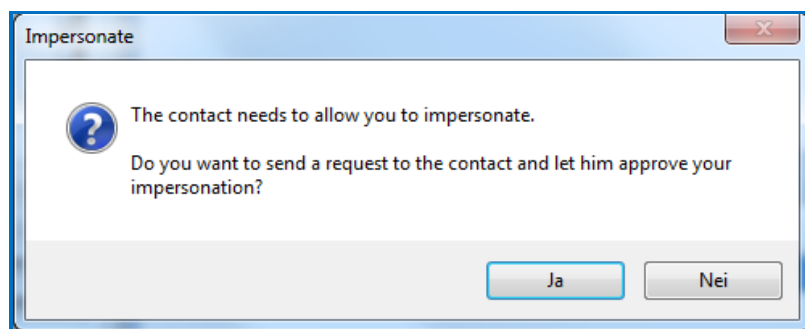 Impersonate
The contact needs to allow you to impersonate.
Do you want to send a request to the contact and let him approve your
impersonation?
Ja
Nei